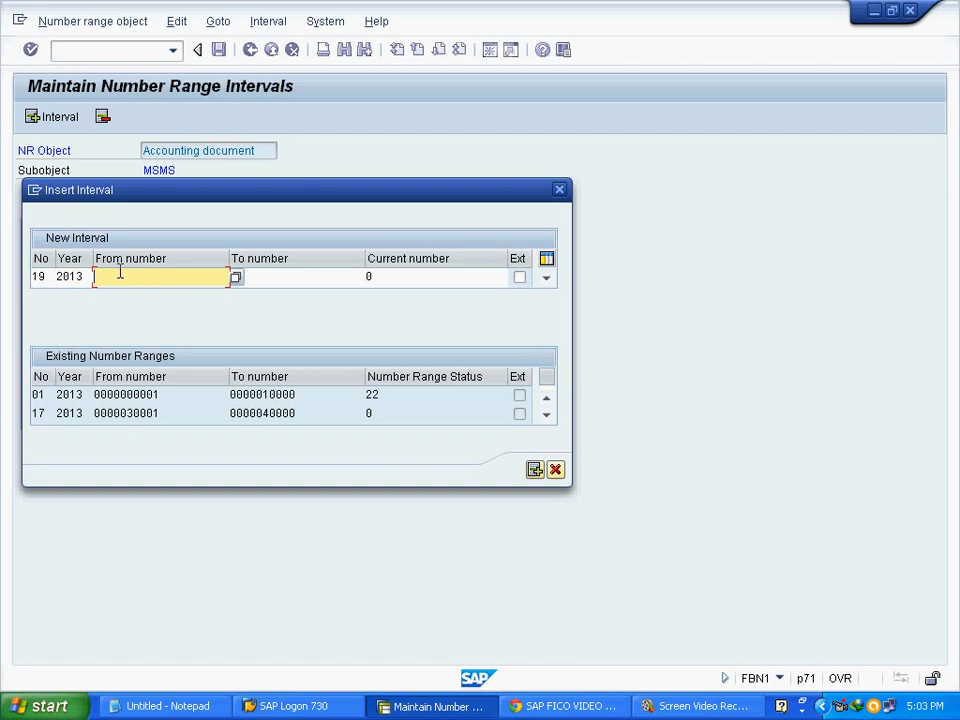 Number range object Edit Goto Interval System Help
Maintain Number Range Intervals
Interval
NR Object Accounting document
Subobject MSMS
Insert Interval
New Interval
No Year From number To number Current number Ext
19 2013 0
Existing Number Ranges
No Year From number To number Number Range Status Ext
01 2013 0000000001 0000010000 22
17 2013 0000030001 0000040000 0
SAP FBN1 p71 OVR
start Untitled - Notepad SAP Logon 730 Maintain Number ... SAP FICO VIDEO ... Screen Video Rec... 5:03 PM